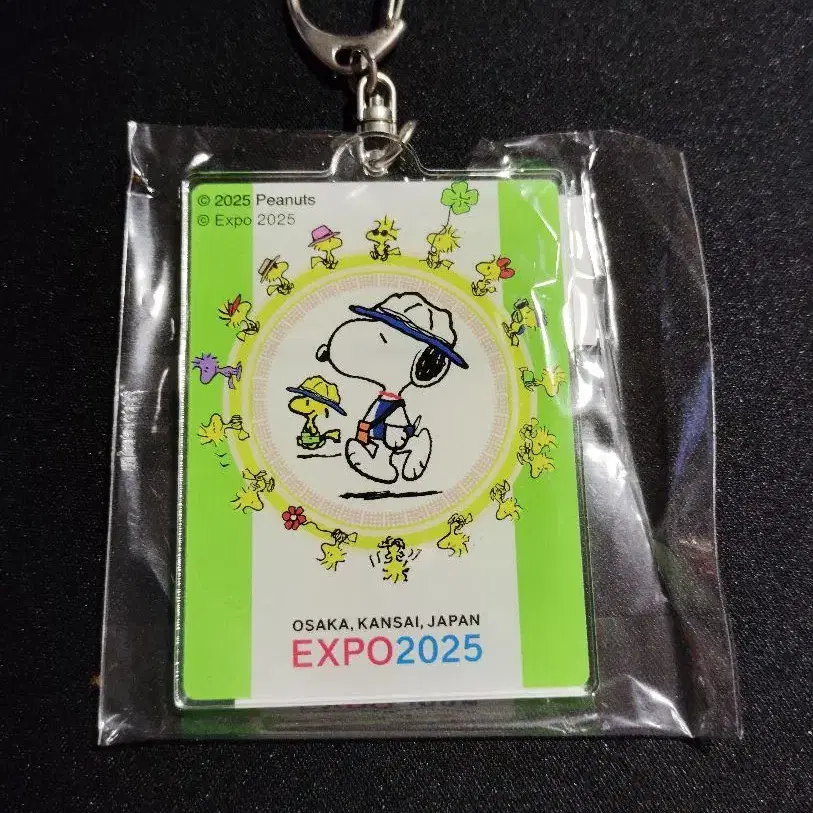 © 2025 Peanuts
© Expo 2025
OSAKA, KANSAI, JAPAN
EXPO2025